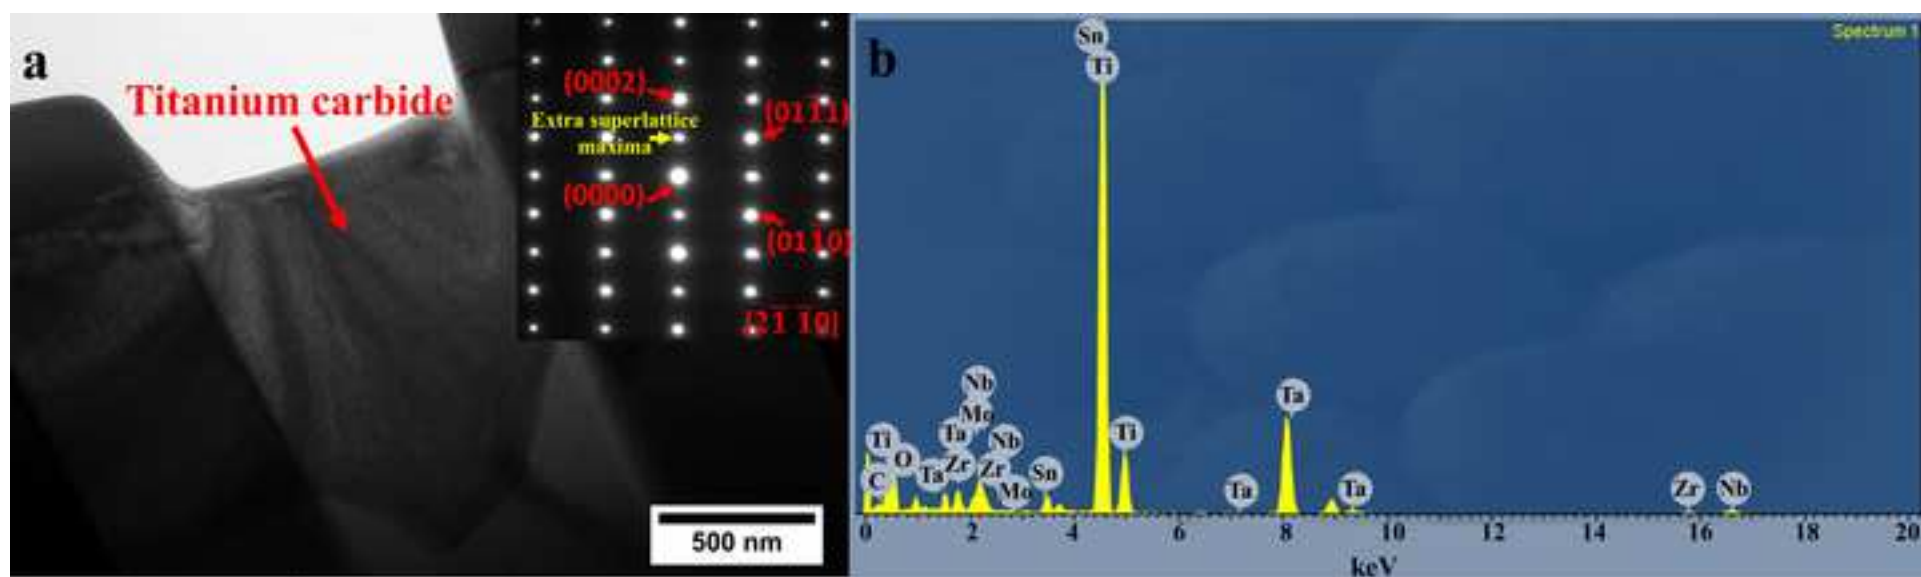 a
Titanium carbide
(0002)
(0111)
Extra superlattice
maxima
(0000)
(0110)
[21 10]
500 nm
b
Spectrum 1
Sn
Ti
Nb
Mo
Ti
Ta
Nb
O
C
Ta
Zr
Zr
Mo
Sn
Ti
Ta
Ta
Ta
Zr
Nb
0 2 4 6 8 10 12 14 16 18 20
keV